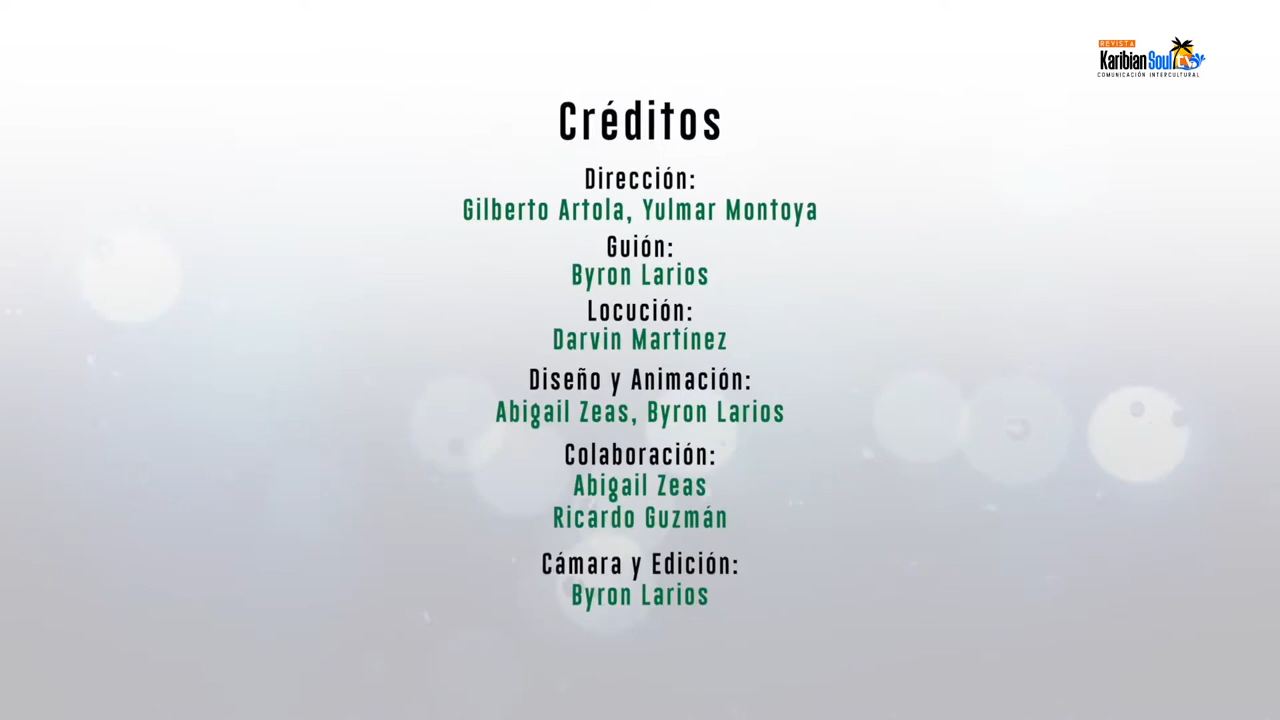 REVISTA
Karibian Soul TV
COMUNICACIÓN INTERCULTURAL
Créditos
Dirección:
Gilberto Artola, Yulmar Montoya
Guión:
Byron Larios
Locución:
Darvin Martínez
Diseño y Animación:
Abigail Zeas, Byron Larios
Colaboración:
Abigail Zeas
Ricardo Guzmán
Cámara y Edición:
Byron Larios